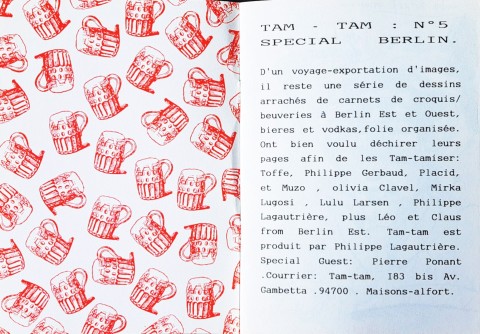 TAM - TAM : N°5
SPECIAL BERLIN.
D'un voyage-exportation d'images,
il reste une série de dessins
arrachés de carnets de croquis/
beuveries à Berlin Est et Ouest,
bieres et vodkas,folie organisée.
Ont bien voulu déchirer leurs
pages afin de les Tam-tamiser:
Toffe, Philippe Gerbaud, Placid,
et Muzo , olivia Clavel, Mirka
Lugosi , Lulu Larsen , Philippe
Lagautrière, plus Léo et Claus
from Berlin Est. Tam-tam est
produit par Philippe Lagautrière.
Special Guest: Pierre Ponant
.Courrier: Tam-tam, I83 bis Av.
Gambetta .94700 . Maisons-alfort.